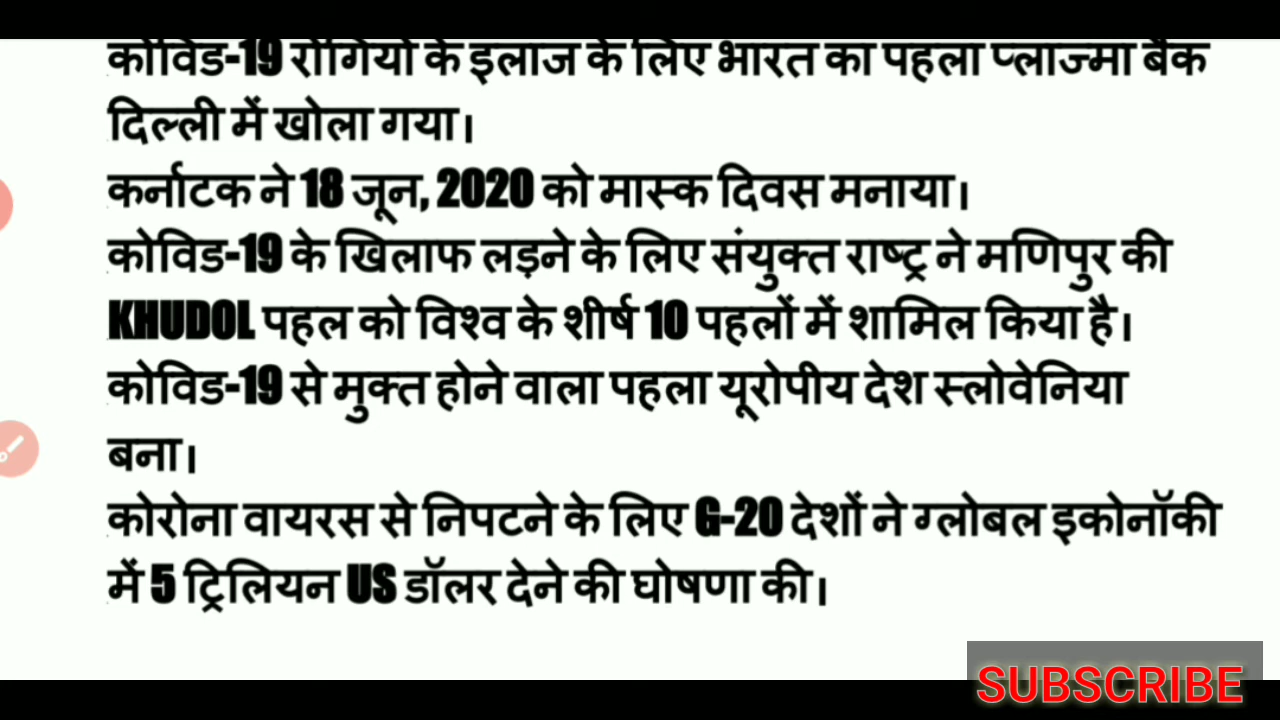 कोविड-19 रोगियों के इलाज के लिए भारत का पहला प्लाज्मा बैंक
दिल्ली में खोला गया।
कर्नाटक ने 18 जून, 2020 को मास्क दिवस मनाया।
कोविड-19 के खिलाफ लड़ने के लिए संयुक्त राष्ट्र ने मणिपुर की
KHUDOL पहल को विश्व के शीर्ष 10 पहलों में शामिल किया है।
कोविड-19 से मुक्त होने वाला पहला यूरोपीय देश स्लोवेनिया
बना।
कोरोना वायरस से निपटने के लिए G-20 देशों ने ग्लोबल इकोनॉकी
में 5 ट्रिलियन US डॉलर देने की घोषणा की।
SUBSCRIBE